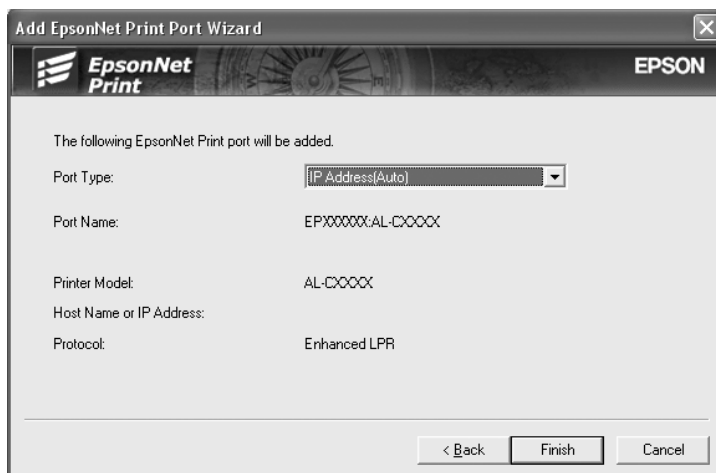 Add EpsonNet Print Port Wizard
EpsonNet
Print
EPSON
The following EpsonNet Print port will be added.
Port Type: IP Address(Auto)
Port Name: EPXXXXXX:AL-CXXXX
Printer Model: AL-CXXXX
Host Name or IP Address:
Protocol: Enhanced LPR
< Back Finish Cancel